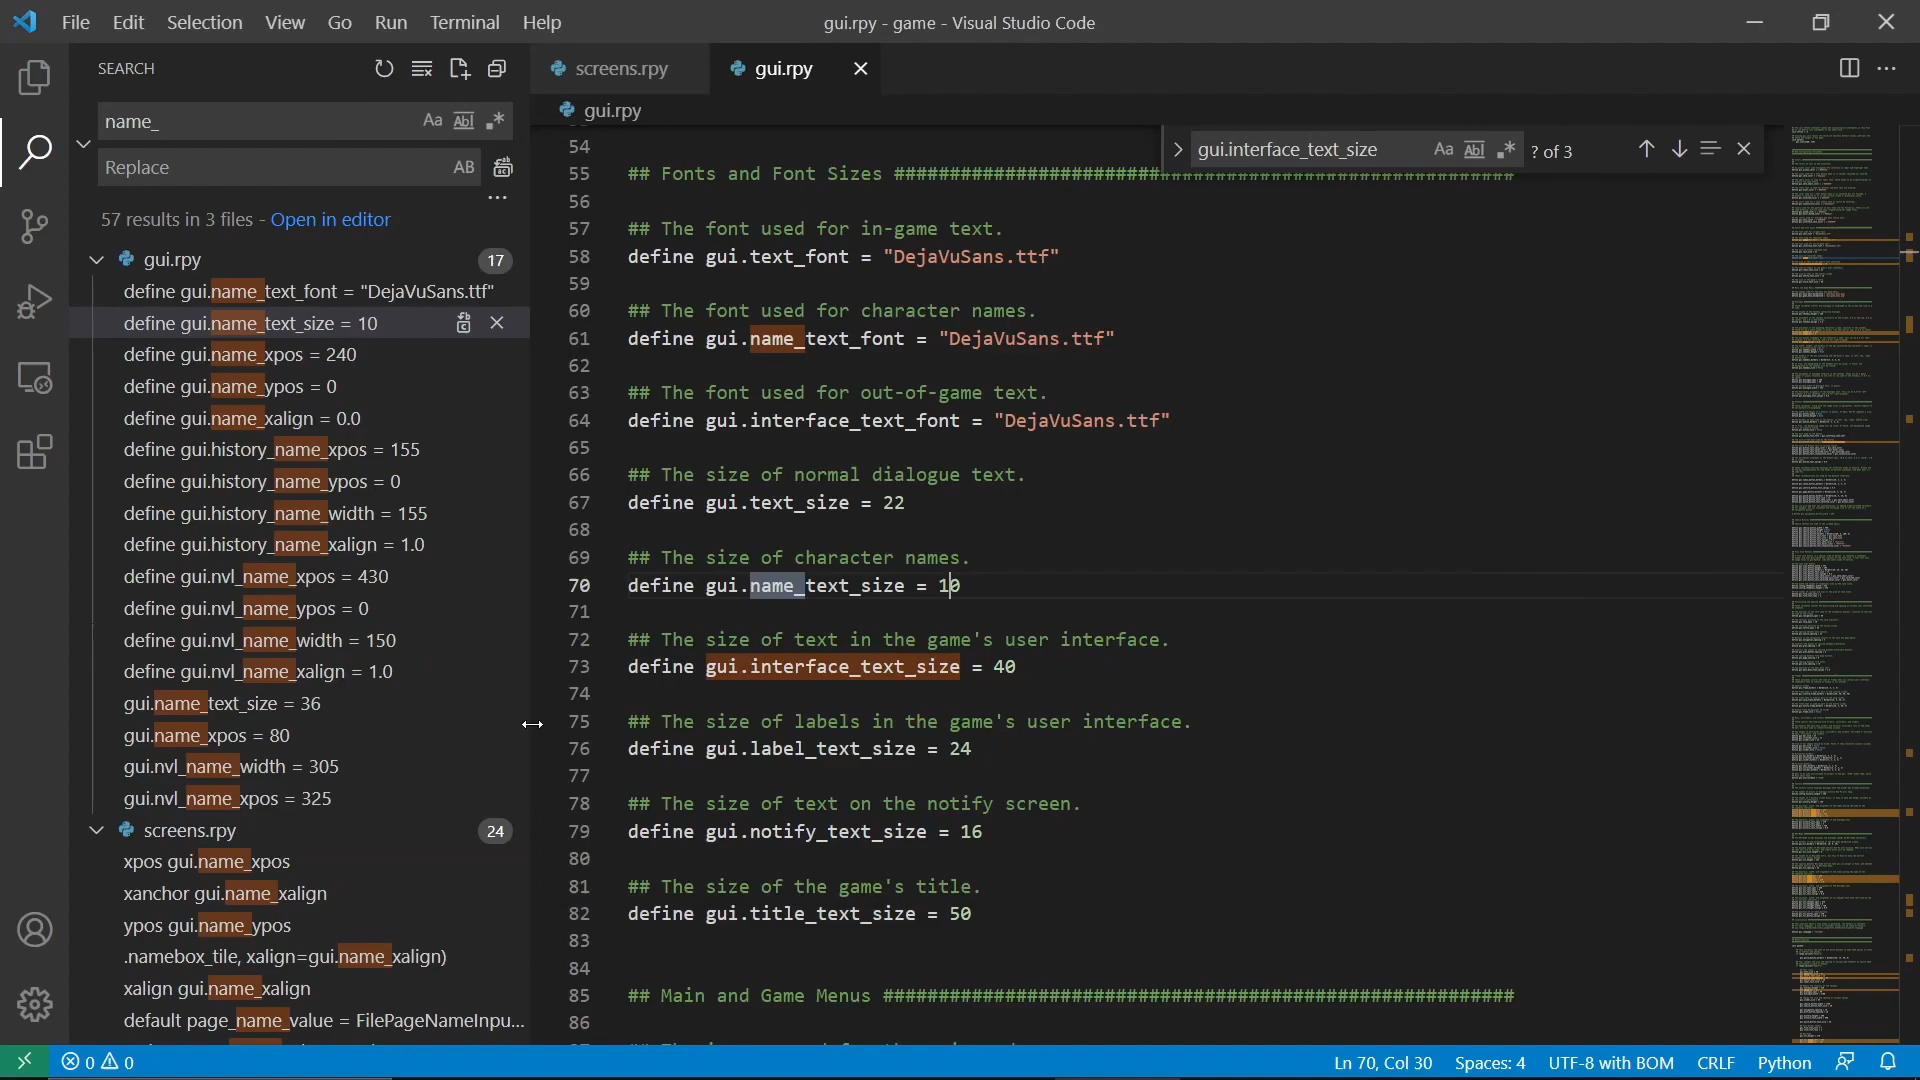 File Edit Selection View Go Run Terminal Help
gui.rpy - game - Visual Studio Code
SEARCH
name_
Aa Abl .*
Replace
AB
...
57 results in 3 files - Open in editor
gui.rpy 17
define gui.name_text_font = "DejaVuSans.ttf"
define gui.name_text_size = 10
define gui.name_xpos = 240
define gui.name_ypos = 0
define gui.name_xalign = 0.0
define gui.history_name_xpos = 155
define gui.history_name_ypos = 0
define gui.history_name_width = 155
define gui.history_name_xalign = 1.0
define gui.nvl_name_xpos = 430
define gui.nvl_name_ypos = 0
define gui.nvl_name_width = 150
define gui.nvl_name_xalign = 1.0
gui.name_text_size = 36
gui.name_xpos = 80
gui.nvl_name_width = 305
gui.nvl_name_xpos = 325
screens.rpy 24
xpos gui.name_xpos
xanchor gui.name_xalign
ypos gui.name_ypos
.namebox_tile, xalign=gui.name_xalign)
xalign gui.name_xalign
default page_name_value = FilePageNameInpu...
screens.rpy
gui.rpy
gui.rpy
gui.interface_text_size
Aa Abl .*
? of 3
54
55 ## Fonts and Font Sizes ########################################################
56
57 ## The font used for in-game text.
58 define gui.text_font = "DejaVuSans.ttf"
59
60 ## The font used for character names.
61 define gui.name_text_font = "DejaVuSans.ttf"
62
63 ## The font used for out-of-game text.
64 define gui.interface_text_font = "DejaVuSans.ttf"
65
66 ## The size of normal dialogue text.
67 define gui.text_size = 22
68
69 ## The size of character names.
70 define gui.name_text_size = 10
71
72 ## The size of text in the game's user interface.
73 define gui.interface_text_size = 40
74
75 ## The size of labels in the game's user interface.
76 define gui.label_text_size = 24
77
78 ## The size of text on the notify screen.
79 define gui.notify_text_size = 16
80
81 ## The size of the game's title.
82 define gui.title_text_size = 50
83
84
85 ## Main and Game Menus #########################################################
86
0 0
Ln 70, Col 30 Spaces: 4 UTF-8 with BOM CRLF Python